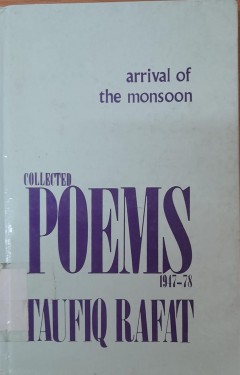 arrival of
the monsoon
COLLECTED
POEMS
1947-78
TAUFIQ RAFAT